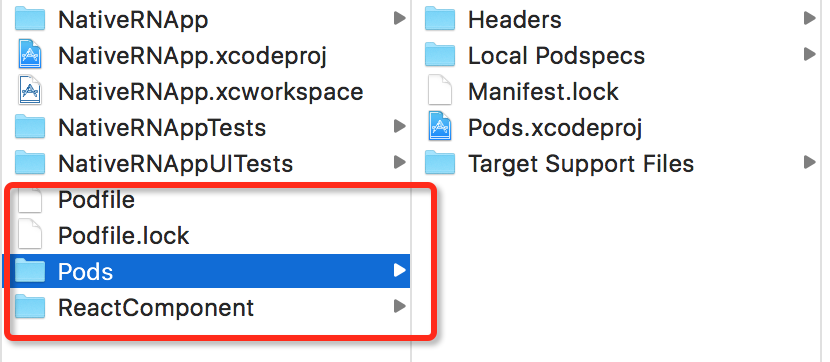 NativeRNApp
NativeRNApp.xcodeproj
NativeRNApp.xcworkspace
NativeRNAppTests
NativeRNAppUITests
Podfile
Podfile.lock
Pods
ReactComponent
Headers
Local Podspecs
Manifest.lock
Pods.xcodeproj
Target Support Files